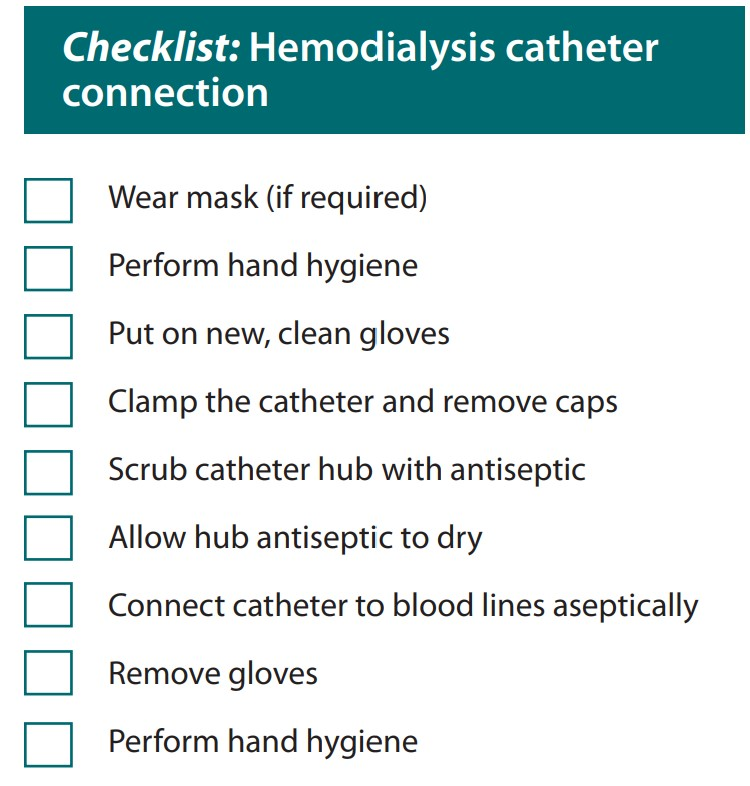 Checklist: Hemodialysis catheter
connection
Wear mask (if required)
Perform hand hygiene
Put on new, clean gloves
Clamp the catheter and remove caps
Scrub catheter hub with antiseptic
Allow hub antiseptic to dry
Connect catheter to blood lines aseptically
Remove gloves
Perform hand hygiene